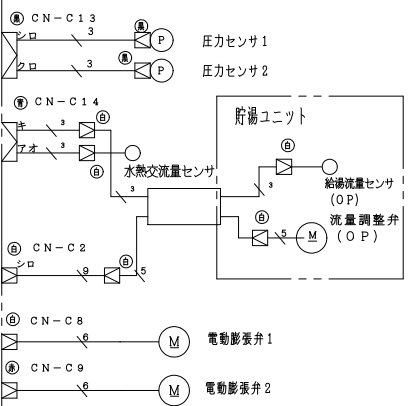 黒 CN-C13
シロ 3 黒 P 圧力センサ1
クロ 3 黒 P 圧力センサ2
青 CN-C14
キ 3 白
アオ 3 白
水熱交流量センサ
3
貯湯ユニット
白
3
給湯流量センサ
(OP)
白 5 M
流量調整弁
(OP)
白 CN-C2
シロ 9 白 5
白 CN-C8
6 M 電動膨張弁1
赤 CN-C9
6 M 電動膨張弁2